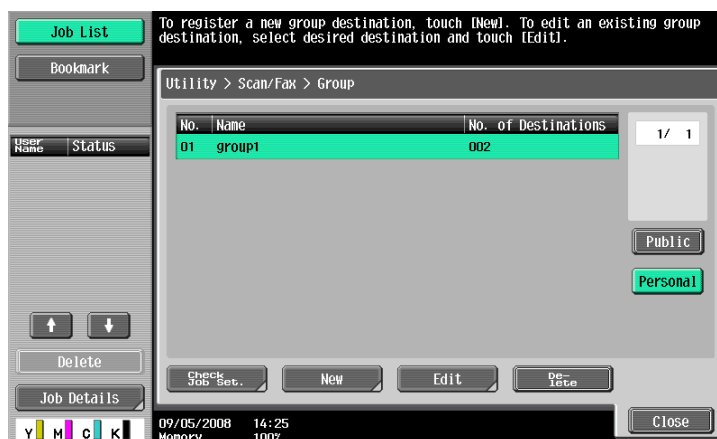 Job List
Bookmark
To register a new group destination, touch [New]. To edit an existing group
destination, select desired destination and touch [Edit].
Utility > Scan/Fax > Group
User Name Status
No. Name No. of Destinations
01 group1 002
1/ 1
Public
Personal
Delete
Job Details
Check Job Set.
New
Edit
De-
lete
Y M C K
09/05/2008 14:25
Memory 100%
Close